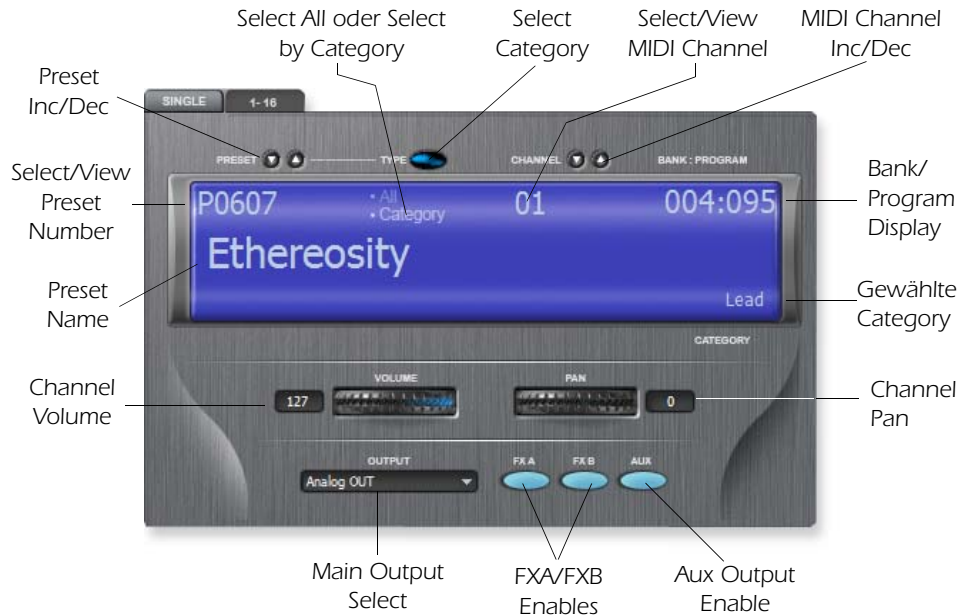 Select All oder Select
by Category
Select
Category
Select/View
MIDI Channel
MIDI Channel
Inc/Dec
Preset
Inc/Dec
SINGLE
1- 16
PRESET
TYPE
CHANNEL
BANK : PROGRAM
Select/View
Preset
Number
P0607
• All
• Category
01
004:095
Bank/
Program
Display
Ethereosity
Preset
Name
Lead
Gewählte
Category
CATEGORY
Channel
Volume
VOLUME
127
PAN
0
Channel
Pan
OUTPUT
Analog OUT
FX A
FX B
AUX
Main Output
Select
FXA/FXB
Enables
Aux Output
Enable